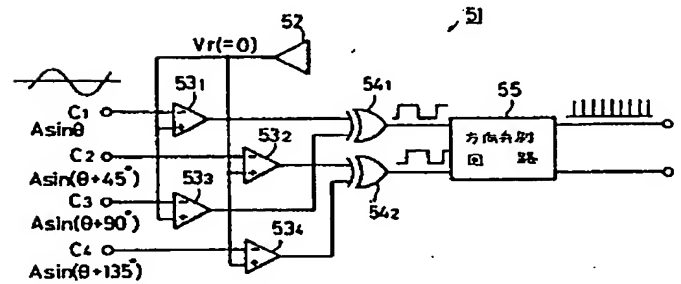 51
52
Vr(=0)
C1
531
541
55
Asinθ
C2
532
方向弁別
回 路
Asin(θ+45°)
C3
533
542
Asin(θ+90°)
C4
534
Asin(θ+135°)